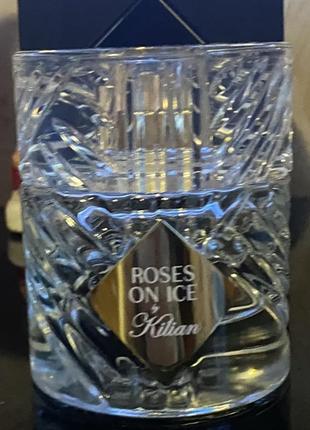 ROSES
ON ICE
by
Kilian